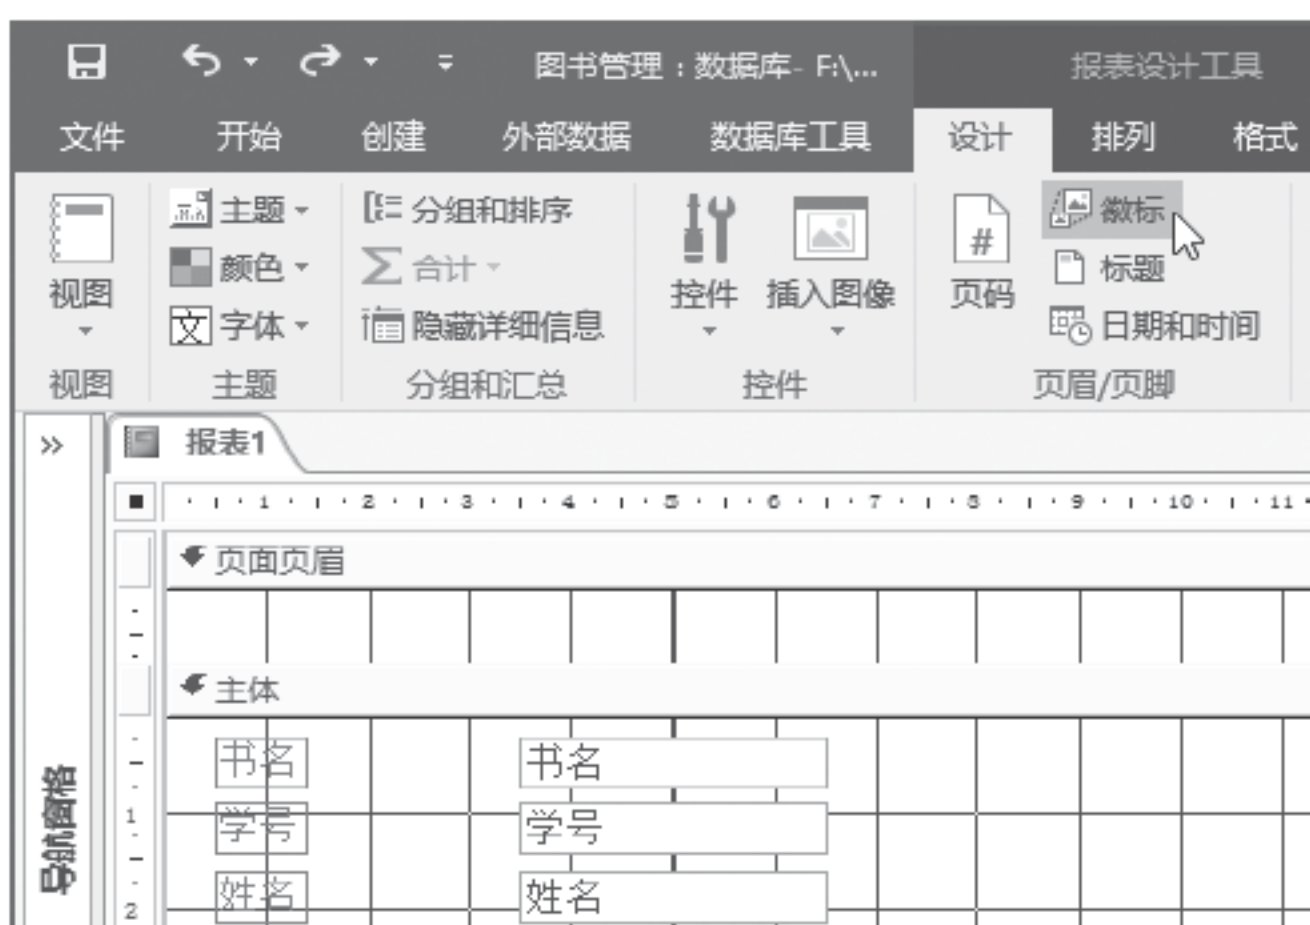 图书管理：数据库- F:\... 报表设计工具
文件 开始 创建 外部数据 数据库工具 设计 排列 格式
主题 分组和排序 徽标
颜色 合计 标题
视图 字体 隐藏详细信息 控件 插入图像 页码 日期和时间
视图 主题 分组和汇总 控件 页眉/页脚
» 报表1
1 2 3 4 5 6 7 8 9 10 11
页面页眉
主体
书名 书名
1 学号 学号
2 姓名 姓名
导航窗格